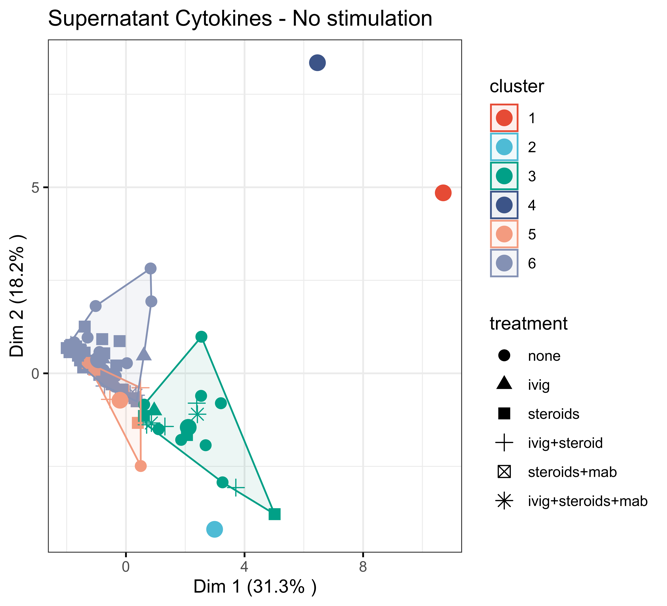 Supernatant Cytokines - No stimulation
Dim 2 (18.2% )
5
0
0
4
8
Dim 1 (31.3% )
cluster
1
2
3
4
5
6
treatment
none
ivig
steroids
ivig+steroid
steroids+mab
ivig+steroids+mab